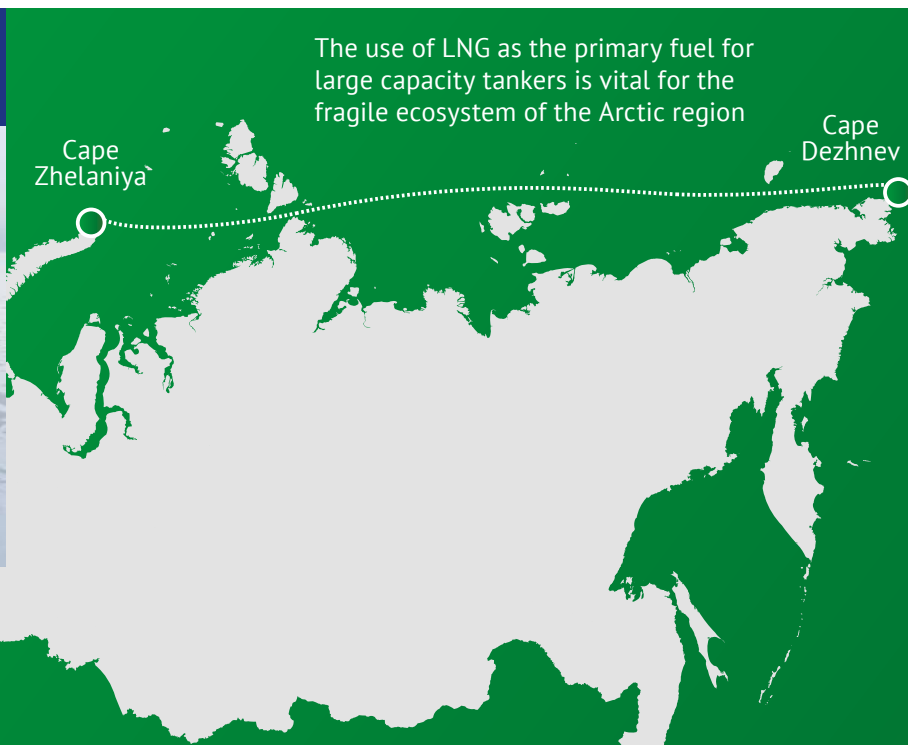 The use of LNG as the primary fuel for
large capacity tankers is vital for the
fragile ecosystem of the Arctic region
Cape
Zhelaniya
Cape
Dezhnev